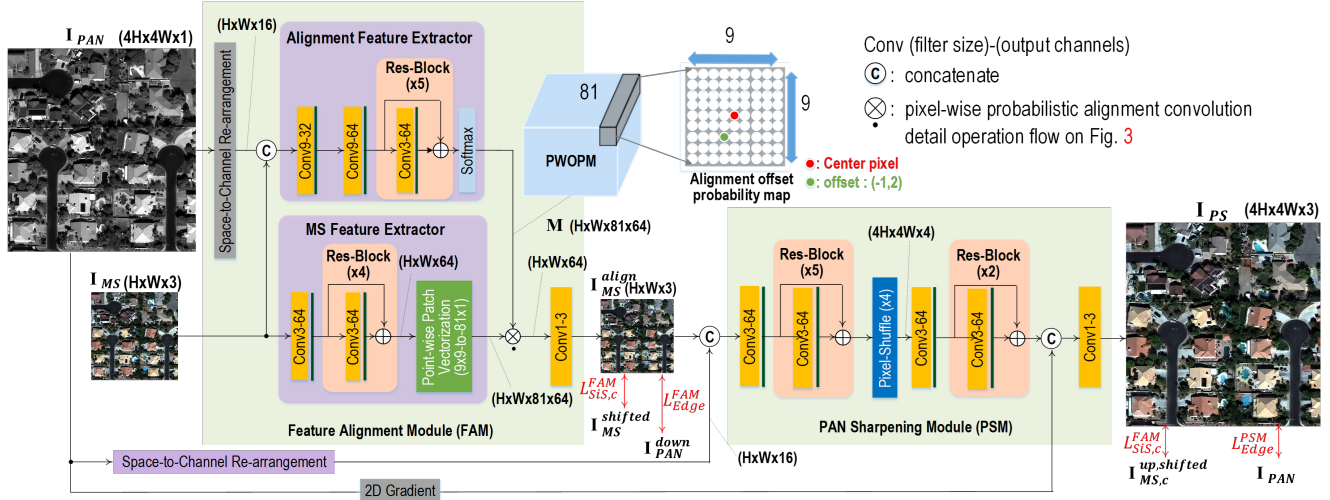 I PAN (4Hx4Wx1)
(HxWx16)
Space-to-Channel Re-arrangement
Alignment Feature Extractor
Res-Block
(x5)
C
Conv9-32
Conv9-64
Conv3-64
Softmax
81
PWOPM
9
9
Alignment offset
probability map
: Center pixel
: offset : (-1,2)
Conv (filter size)-(output channels)
C : concatenate
: pixel-wise probabilistic alignment convolution
detail operation flow on Fig. 3
M (HxWx81x64)
I MS (HxWx3)
MS Feature Extractor
Res-Block
(x4)
(HxWx64)
Conv3-64
Conv3-64
Point-wise Patch
Vectorization
(9x9-to-81x1)
(HxWx81x64)
(HxWx64)
Conv1-3
I MS align (HxWx3)
L SiS,c FAM
L Edge FAM
I MS shifted
I PAN down
Feature Alignment Module (FAM)
C
(HxWx16)
Conv3-64
Res-Block
(x5)
Conv3-64
Pixel-Shuffle (x4)
(4Hx4Wx4)
Conv3-64
Res-Block
(x2)
Conv3-64
C
Conv1-3
PAN Sharpening Module (PSM)
I PS (4Hx4Wx3)
L SiS,c FAM
L Edge PSM
I MS,c up,shifted
I PAN
Space-to-Channel Re-arrangement
2D Gradient